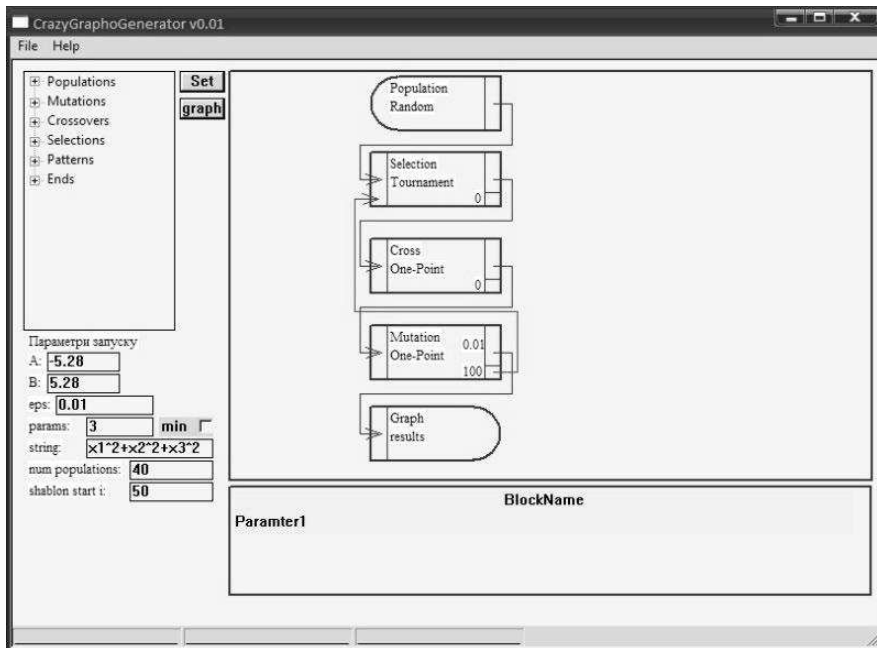 CrazyGraphoGenerator v0.01
File Help
Populations
Mutations
Crossovers
Selections
Patterns
Ends
Set
graph
Параметри запуску
A: -5.28
B: 5.28
eps: 0.01
params: 3 min
string: x1^2+x2^2+x3^2
num populations: 40
shablon start i: 50
Population
Random
Selection
Tournament
0
Cross
One-Point
0
Mutation 0.01
One-Point
100
Graph
results
BlockName
Paramter1